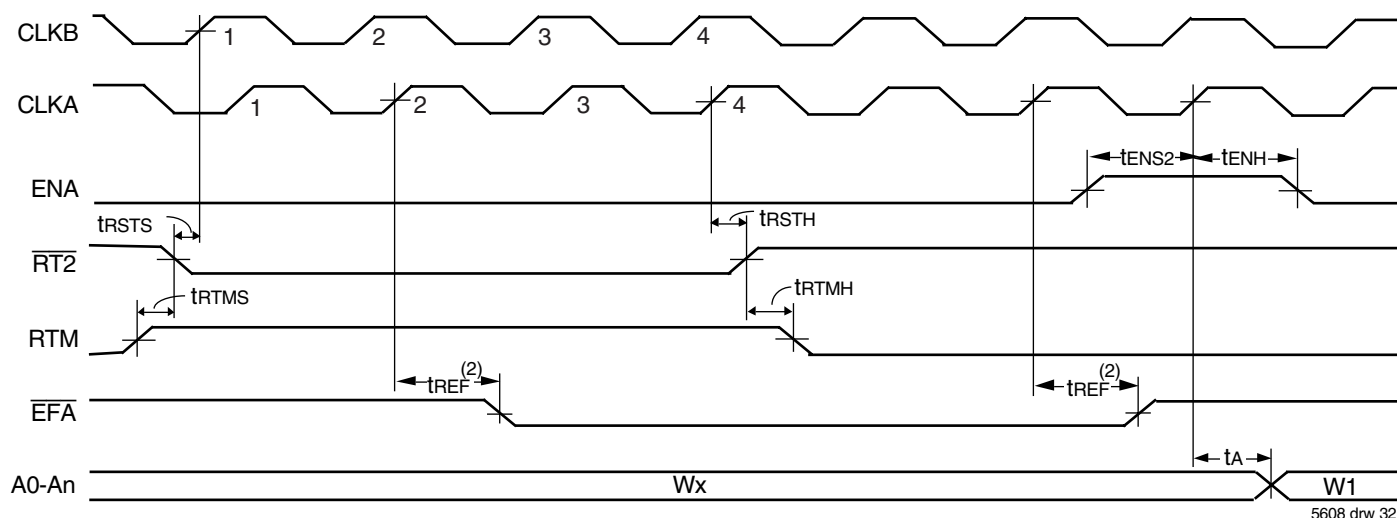 CLKB 1 2 3 4
CLKA 1 2 3 4
tENS2 tENH
ENA
tRSTS tRSTH
RT2
tRTMS tRTMH
RTM
tREF(2) tREF(2)
EFA
tA
A0-An Wx W1
5608 drw 32